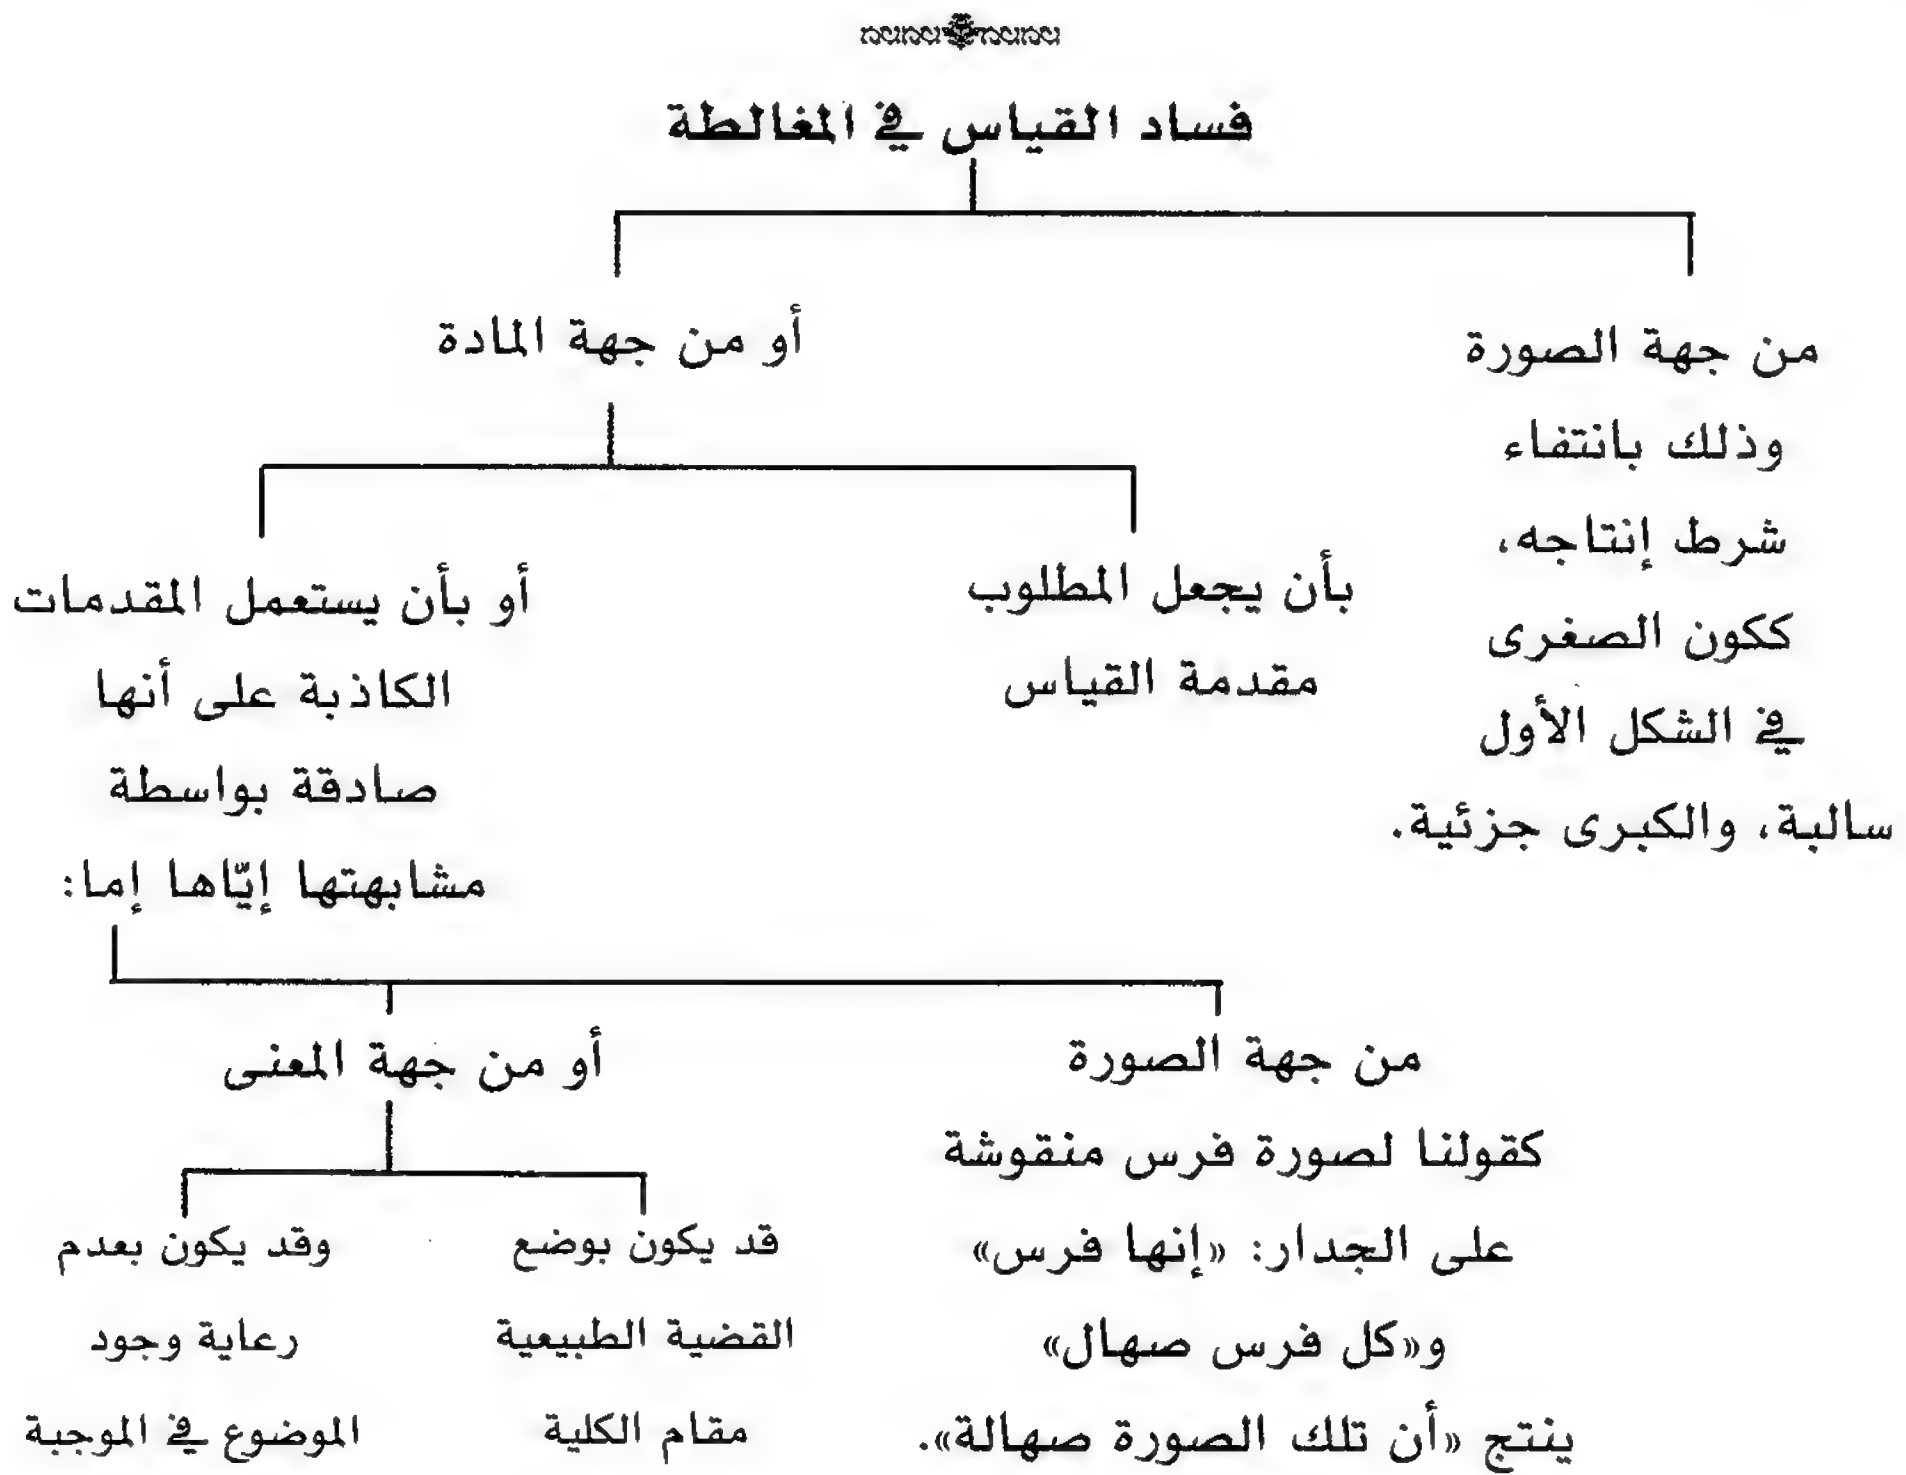 فساد القياس في المغالطة
من جهة الصورة
وذلك بانتفاء
شرط إنتاجه،
ككون الصغرى
في الشكل الأول
سالبة، والكبرى جزئية.
أو من جهة المادة
بأن يجعل المطلوب
مقدمة القياس
أو بأن يستعمل المقدمات
الكاذبة على أنها
صادقة بواسطة
مشابهتها إيّاها إما:
من جهة الصورة
كقولنا لصورة فرس منقوشة
على الجدار: «إنها فرس»
و«كل فرس صهال»
ينتج «أن تلك الصورة صهالة».
أو من جهة المعنى
قد يكون بوضع
القضية الطبيعية
مقام الكلية
وقد يكون بعدم
رعاية وجود
الموضوع في الموجبة